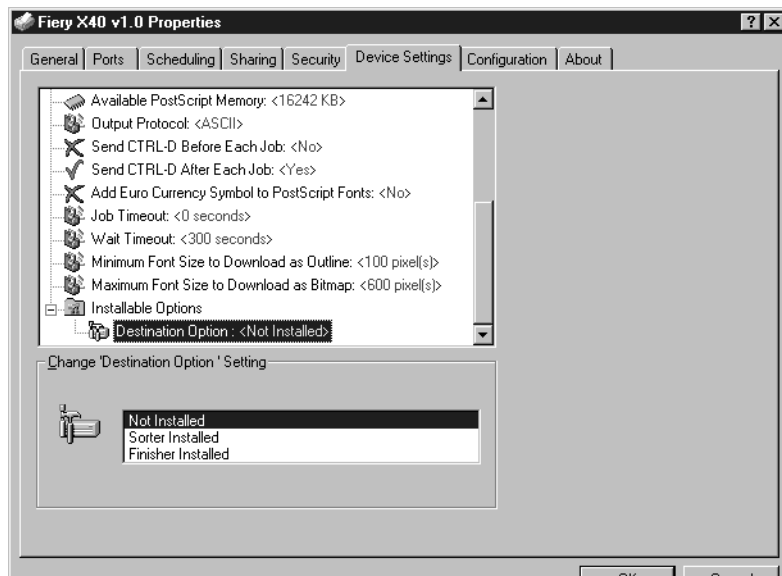 Fiery X40 v1.0 Properties
General Ports Scheduling Sharing Security Device Settings Configuration About
Available PostScript Memory: <16242 KB>
Output Protocol: <ASCII>
Send CTRL-D Before Each Job: <No>
Send CTRL-D After Each Job: <Yes>
Add Euro Currency Symbol to PostScript Fonts: <No>
Job Timeout: <0 seconds>
Wait Timeout: <300 seconds>
Minimum Font Size to Download as Outline: <100 pixel(s)>
Maximum Font Size to Download as Bitmap: <600 pixel(s)>
Installable Options
Destination Option : <Not Installed>
Change 'Destination Option ' Setting
Not Installed
Sorter Installed
Finisher Installed